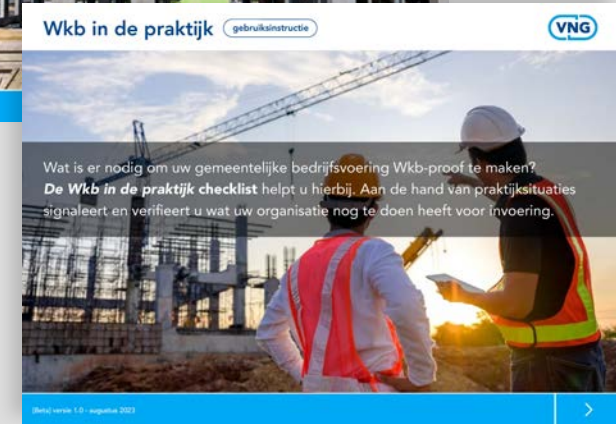 Wkb in de praktijk gebruiksinstructie
VNG
Wat is er nodig om uw gemeentelijke bedrijfsvoering Wkb-proof te maken?
De Wkb in de praktijk checklist helpt u hierbij. Aan de hand van praktijksituaties
signaleert en verifieert u wat uw organisatie nog te doen heeft voor invoering.
[Beta] versie 1.0 - augustus 2023